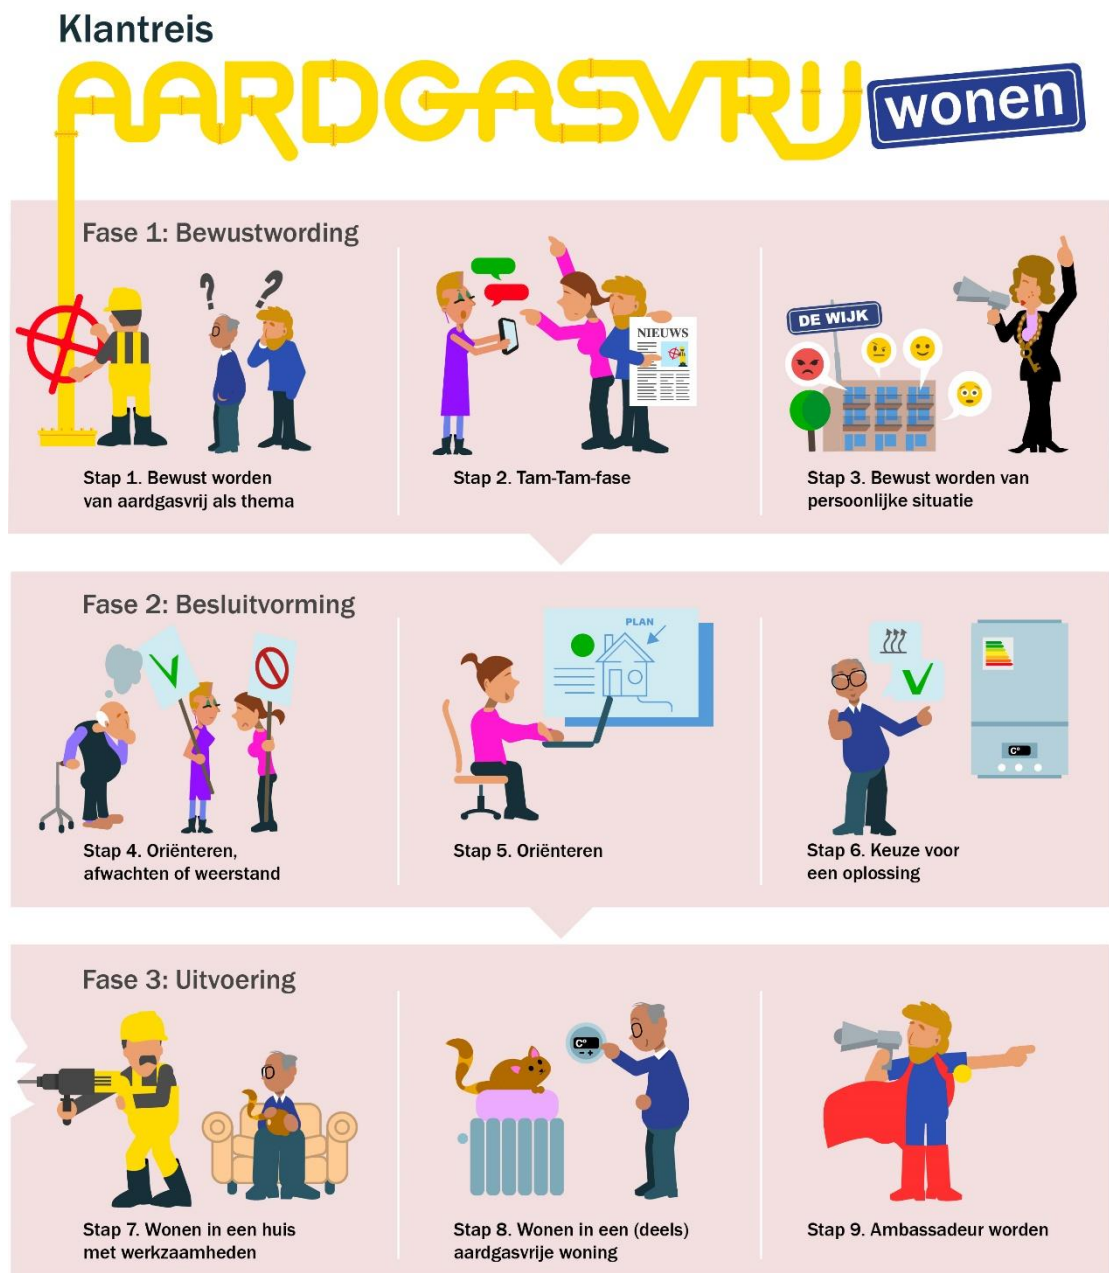 Klantreis
AARDGASVRIJ wonen
Fase 1: Bewustwording
NIEUWS
DE WIJK
Stap 1. Bewust worden
van aardgasvrij als thema
Stap 2. Tam-Tam-fase
Stap 3. Bewust worden van
persoonlijke situatie
Fase 2: Besluitvorming
PLAN
C°
Stap 4. Oriënteren,
afwachten of weerstand
Stap 5. Oriënteren
Stap 6. Keuze voor
een oplossing
Fase 3: Uitvoering
C°
- +
Stap 7. Wonen in een huis
met werkzaamheden
Stap 8. Wonen in een (deels)
aardgasvrije woning
Stap 9. Ambassadeur worden